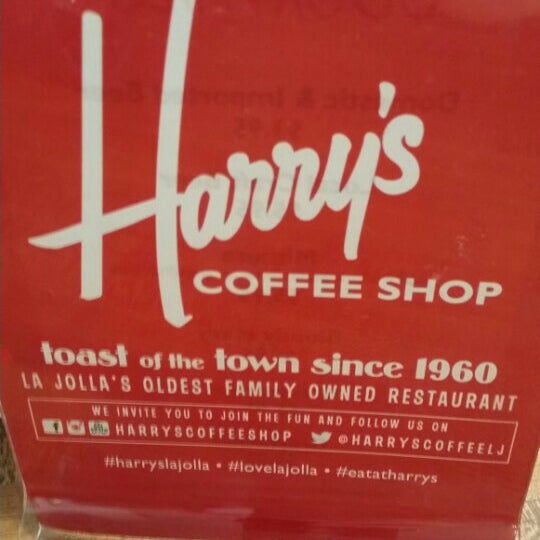 Harry's
COFFEE SHOP
toast of the town since 1960
LA JOLLA'S OLDEST FAMILY OWNED RESTAURANT
WE INVITE YOU TO JOIN THE FUN AND FOLLOW US ON
HARRYSCOFFEESHOP @HARRYSCOFFEELJ
#harryslajolla • #lovelajolla • #eatatharrys